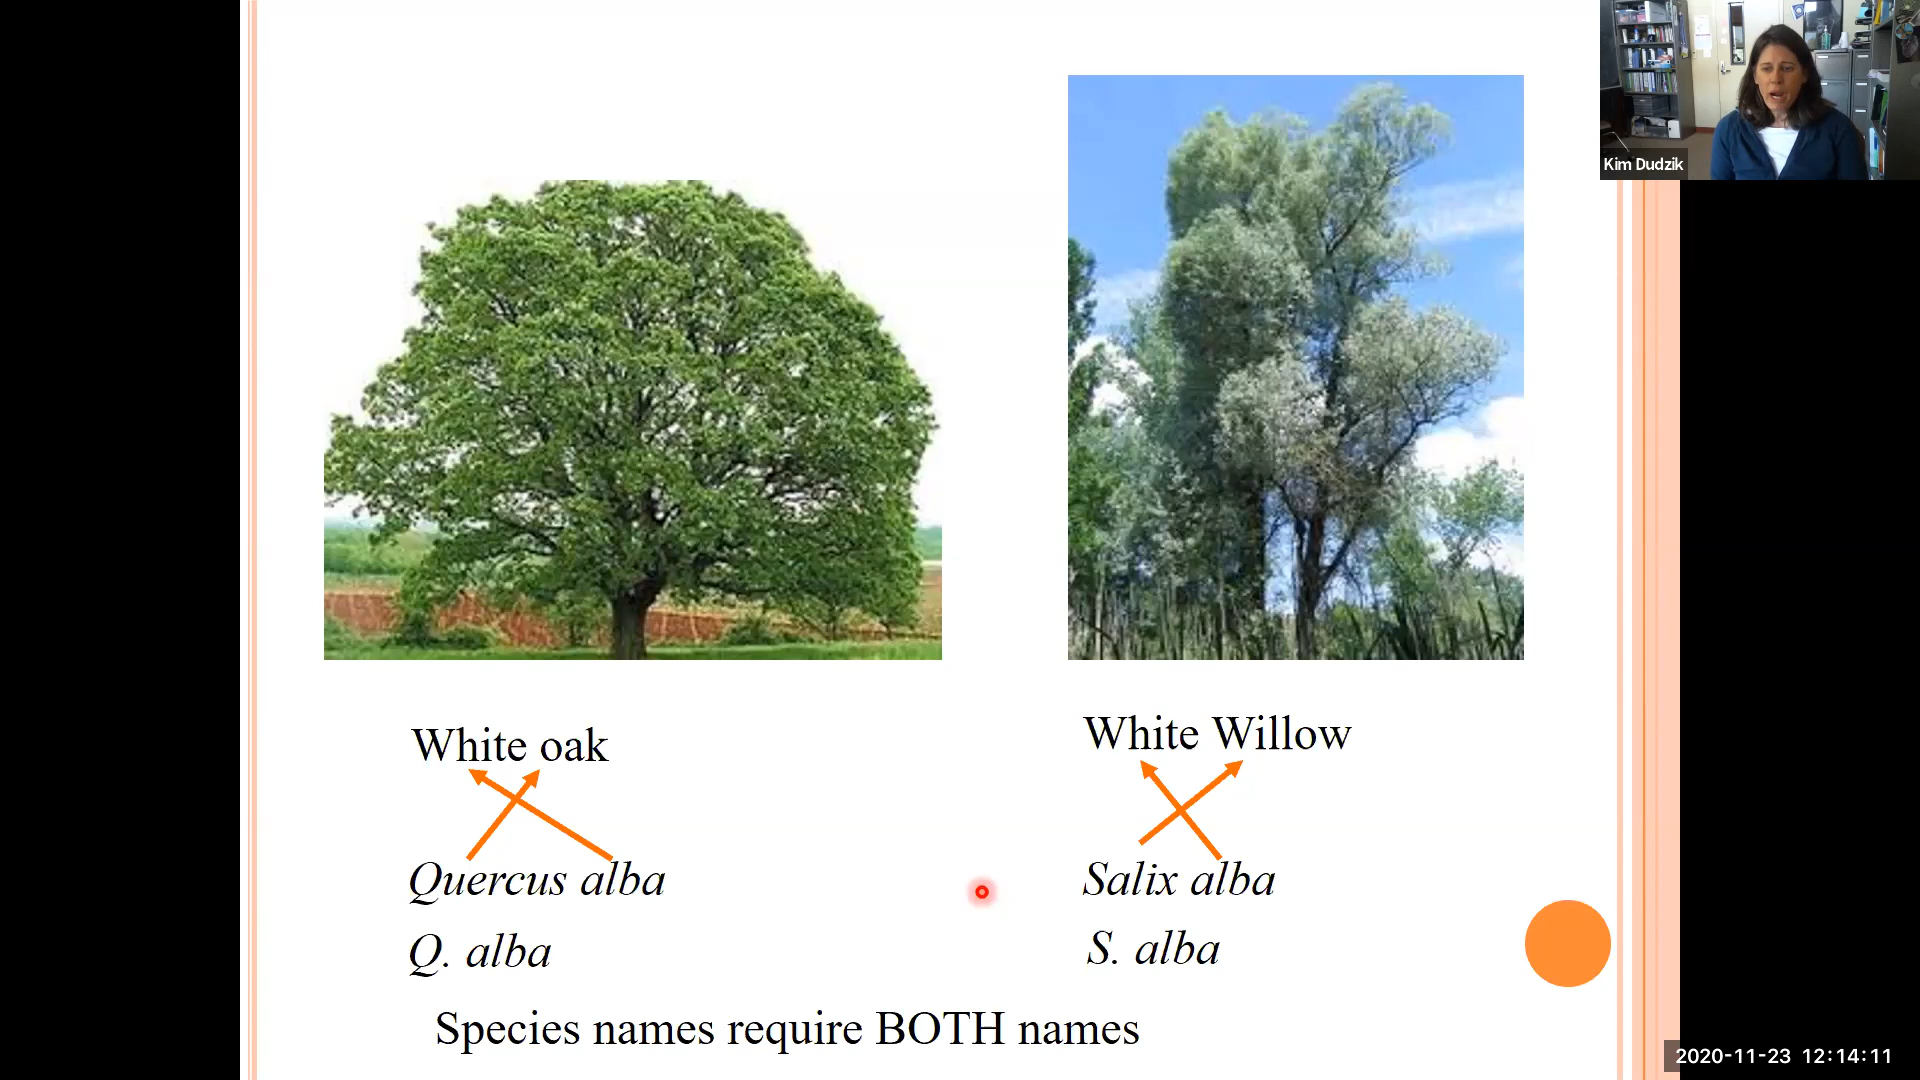 Kim Dudzik
White oak
White Willow
Quercus alba
Salix alba
Q. alba
S. alba
Species names require BOTH names
2020-11-23 12:14:11